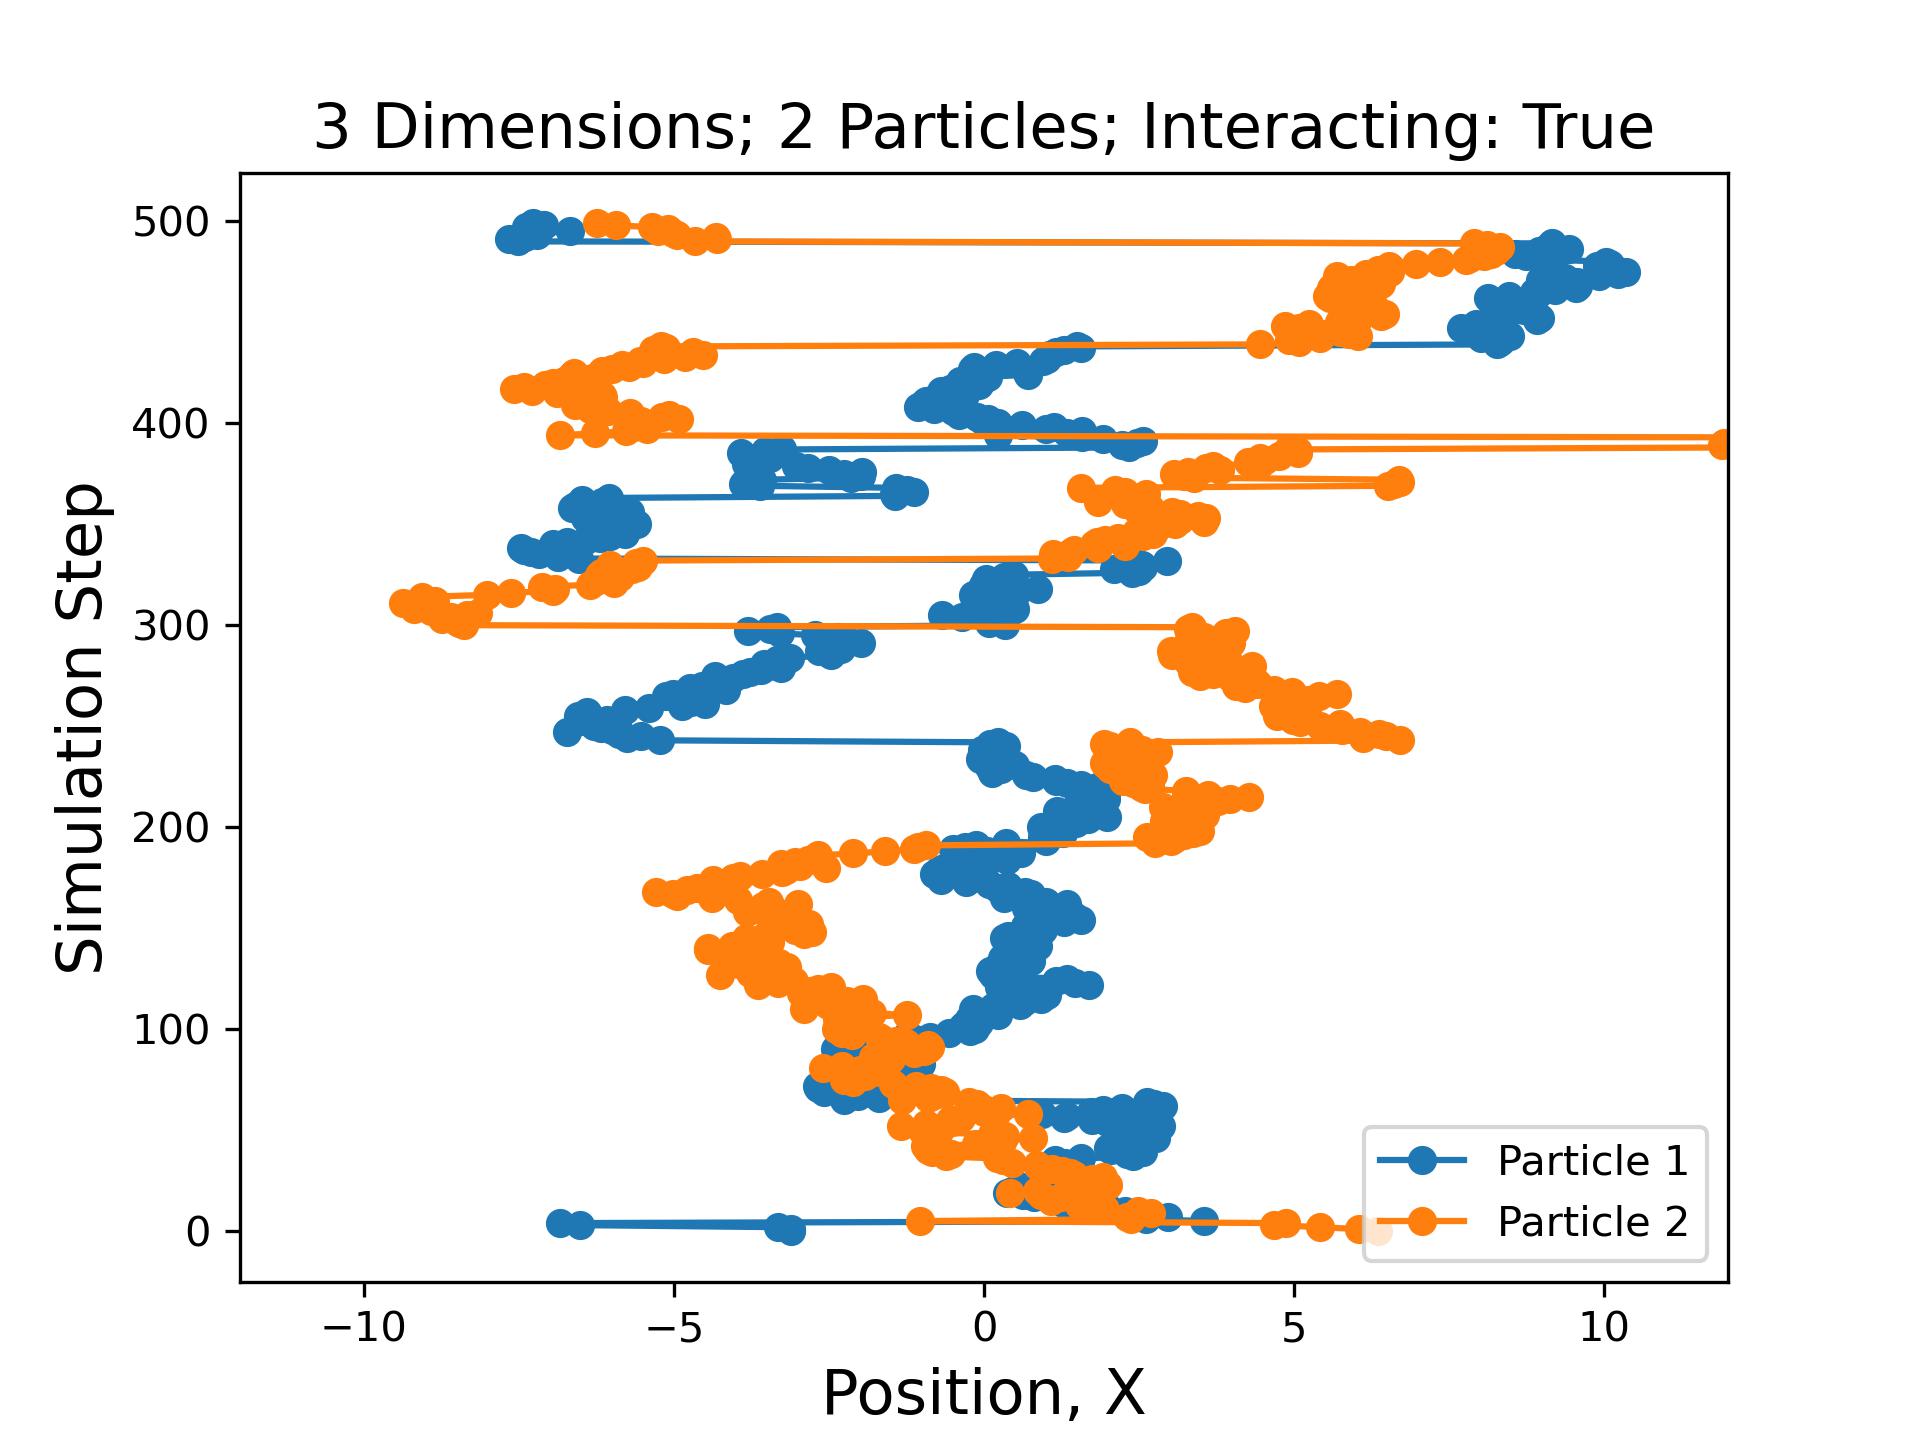 3 Dimensions; 2 Particles; Interacting: True
Simulation Step
500
400
300
200
100
0
Particle 1
Particle 2
−10
−5
0
5
10
Position, X